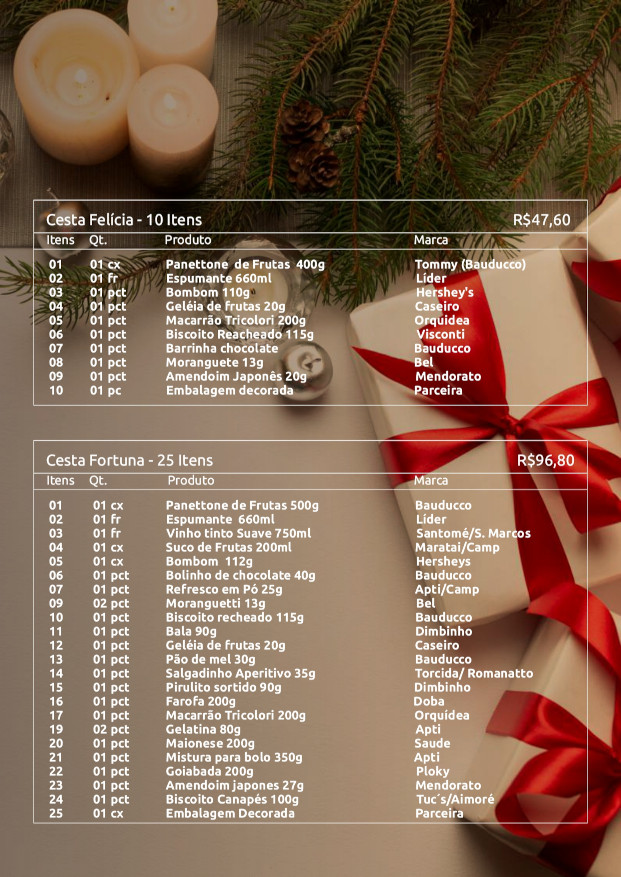 Cesta Felícia - 10 Itens R$47,60
Itens Qt. Produto Marca
01 01 cx Panettone de Frutas 400g Tommy (Bauducco)
02 01 fr Espumante 660ml Líder
03 01 pct Bombom 110g Hershey's
04 01 pct Geléia de frutas 20g Caseiro
05 01 pct Macarrão Tricolori 200g Orquídea
06 01 pct Biscoito Reacheado 115g Visconti
07 01 pct Barrinha chocolate Bauducco
08 01 pct Moranguete 13g Bel
09 01 pct Amendoim Japonês 20g Mendorato
10 01 pc Embalagem decorada Parceira
Cesta Fortuna - 25 Itens R$96,80
Itens Qt. Produto Marca
01 01 cx Panettone de Frutas 500g Bauducco
02 01 fr Espumante 660ml Líder
03 01 fr Vinho tinto Suave 750ml Santomé/S. Marcos
04 01 cx Suco de Frutas 200ml Marataí/Camp
05 01 cx Bombom 112g Hersheys
06 01 pct Bolinho de chocolate 40g Bauducco
07 01 pct Refresco em Pó 25g Apti/Camp
09 02 pct Moranguetti 13g Bel
10 01 pct Biscoito recheado 115g Bauducco
11 01 pct Bala 90g Dimbinho
12 01 pct Geléia de frutas 20g Caseiro
13 01 pct Pão de mel 30g Bauducco
14 01 pct Salgadinho Aperitivo 35g Torcida/ Romanatto
15 01 pct Pirulito sortido 90g Dimbinho
16 01 pct Farofa 200g Doba
17 01 pct Macarrão Tricolori 200g Orquídea
19 02 pct Gelatina 80g Apti
20 01 pct Maionese 200g Saude
21 01 pct Mistura para bolo 350g Apti
22 01 pct Goiabada 200g Ploky
23 01 pct Amendoim japones 27g Mendorato
24 01 pct Biscoito Canapés 100g Tuc´s/Aimoré
25 01 cx Embalagem Decorada Parceira